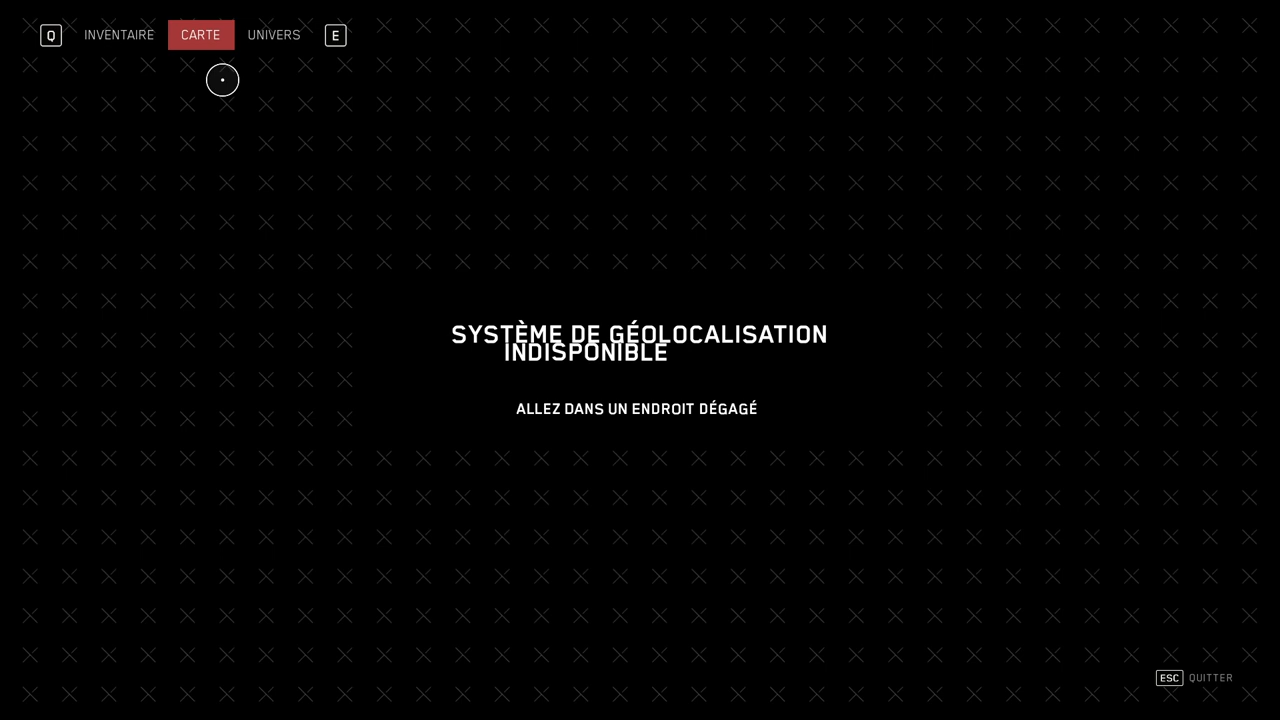 Q INVENTAIRE CARTE UNIVERS E
SYSTÈME DE GÉOLOCALISATION
INDISPONIBLE
ALLEZ DANS UN ENDROIT DÉGAGÉ
ESC QUITTER